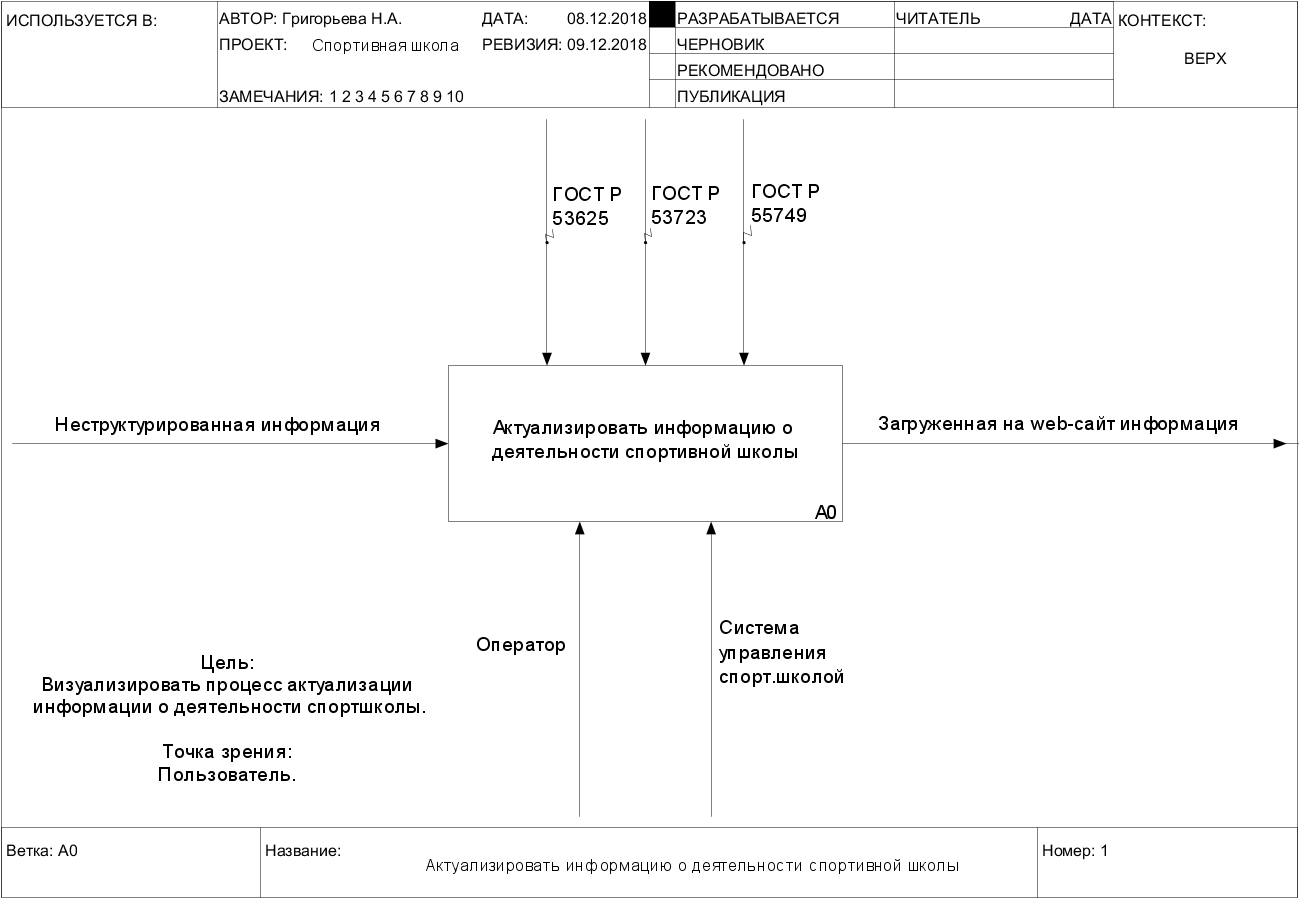 ИСПОЛЬЗУЕТСЯ В:
АВТОР: Григорьева Н.А.
ДАТА: 08.12.2018
ПРОЕКТ: Спортивная школа
РЕВИЗИЯ: 09.12.2018
ЗАМЕЧАНИЯ: 1 2 3 4 5 6 7 8 9 10
РАЗРАБАТЫВАЕТСЯ
ЧЕРНОВИК
РЕКОМЕНДОВАНО
ПУБЛИКАЦИЯ
ЧИТАТЕЛЬ ДАТА
КОНТЕКСТ:
ВЕРХ
ГОСТ Р
53625
ГОСТ Р
53723
ГОСТ Р
55749
Неструктурированная информация
Актуализировать информацию о
деятельности спортивной школы
A0
Загруженная на web-сайт информация
Оператор
Система
управления
спорт.школой
Цель:
Визуализировать процесс актуализации
информации о деятельности спортшколы.
Точка зрения:
Пользователь.
Ветка: A0
Название:
Актуализировать информацию о деятельности спортивной школы
Номер: 1